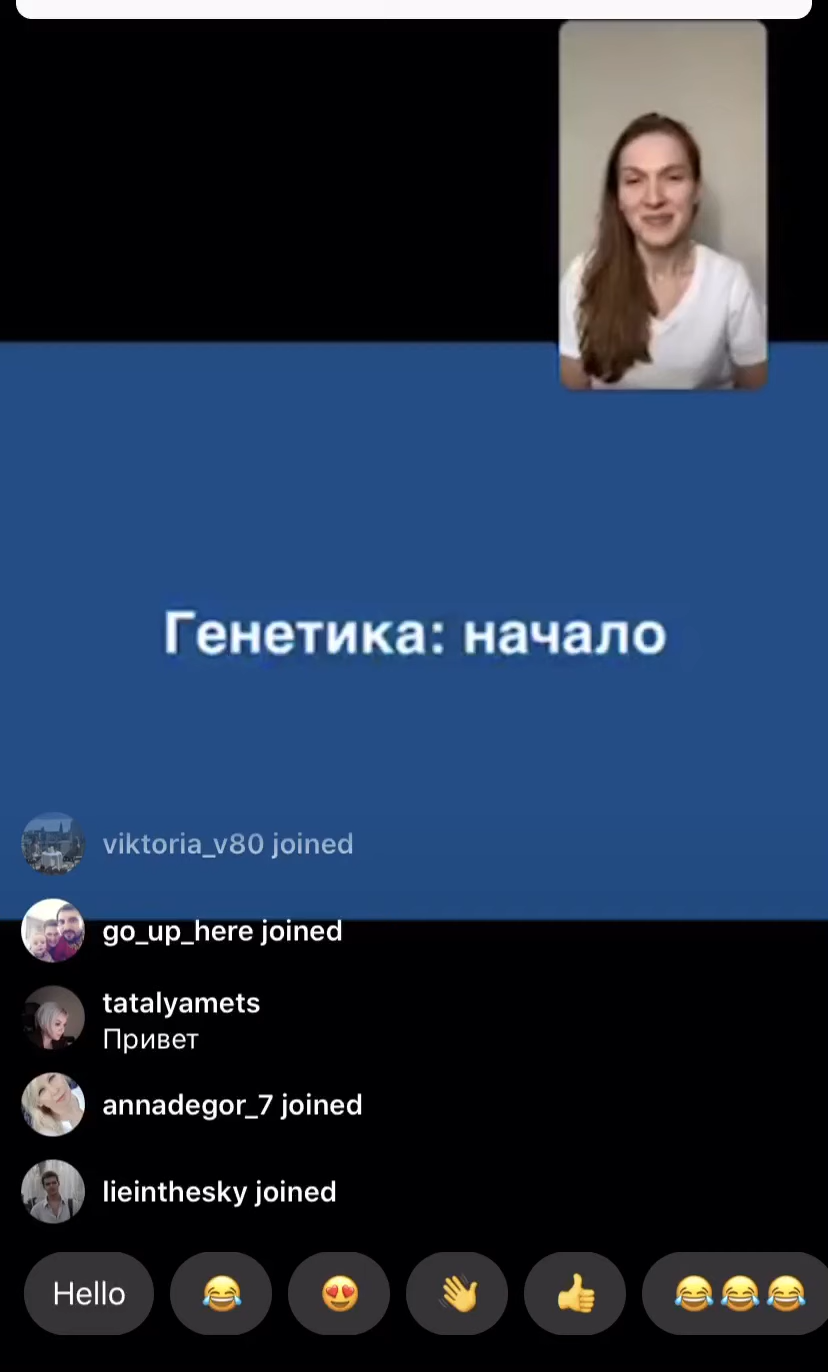 Генетика: начало
viktoria_v80 joined
go_up_here joined
tatalyamets
Привет
annadegor_7 joined
lieinthesky joined
Hello